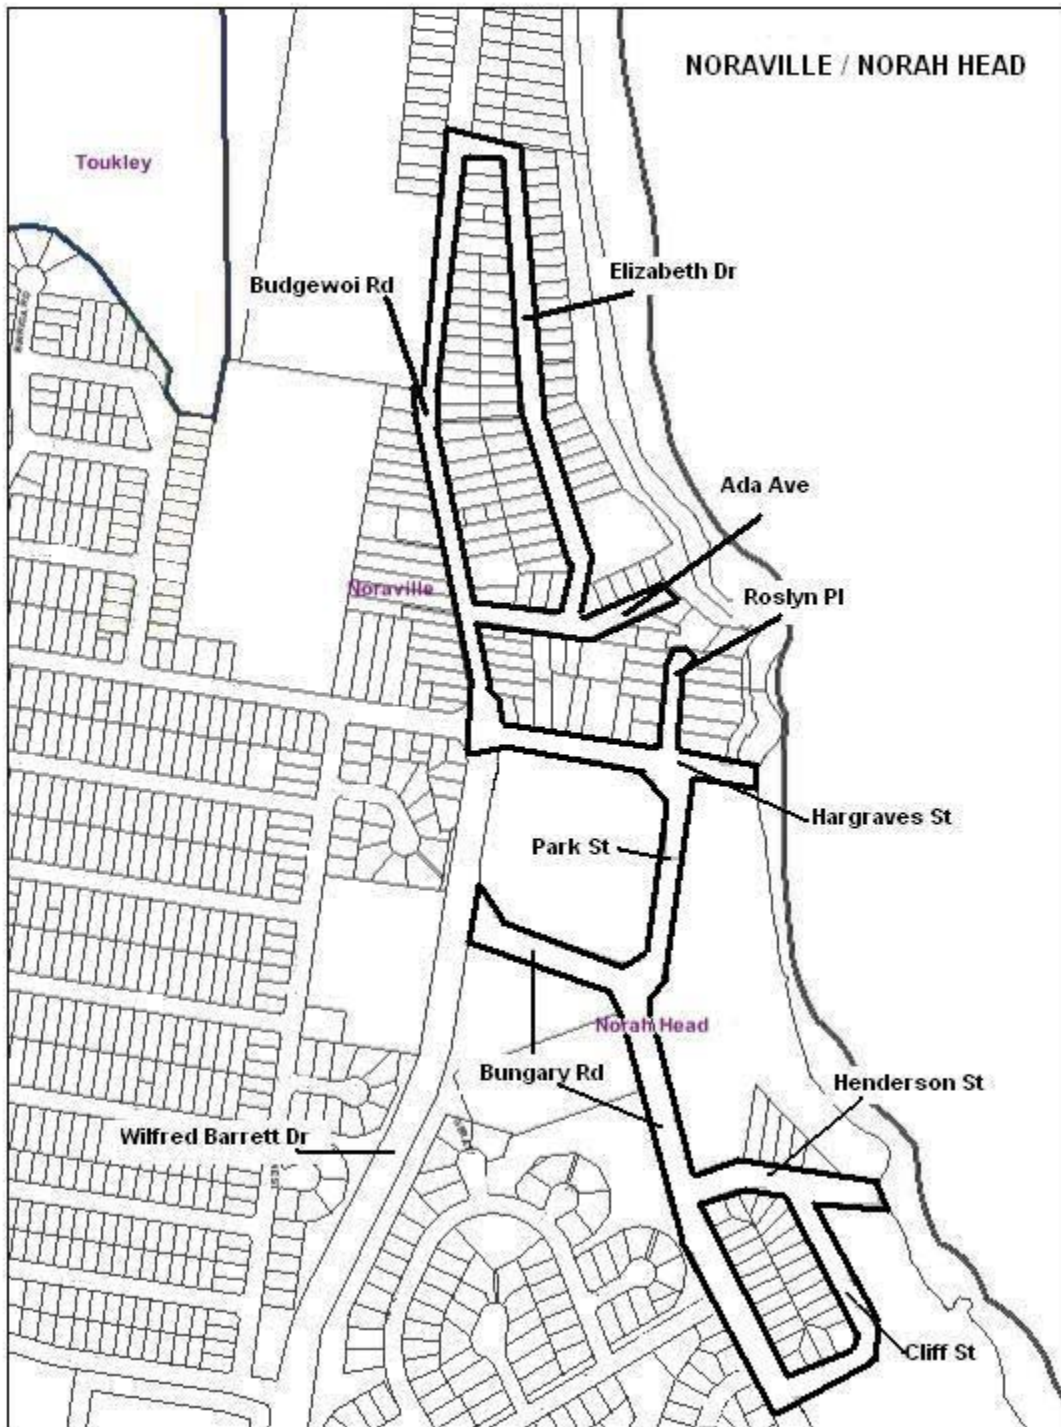 NORAVILLE / NORAH HEAD
Toukley
Elizabeth Dr
Budgewoi Rd
Ada Ave
Noraville
Roslyn Pl
Hargraves St
Park St
Norah Head
Bungary Rd
Henderson St
Wilfred Barrett Dr
Cliff St